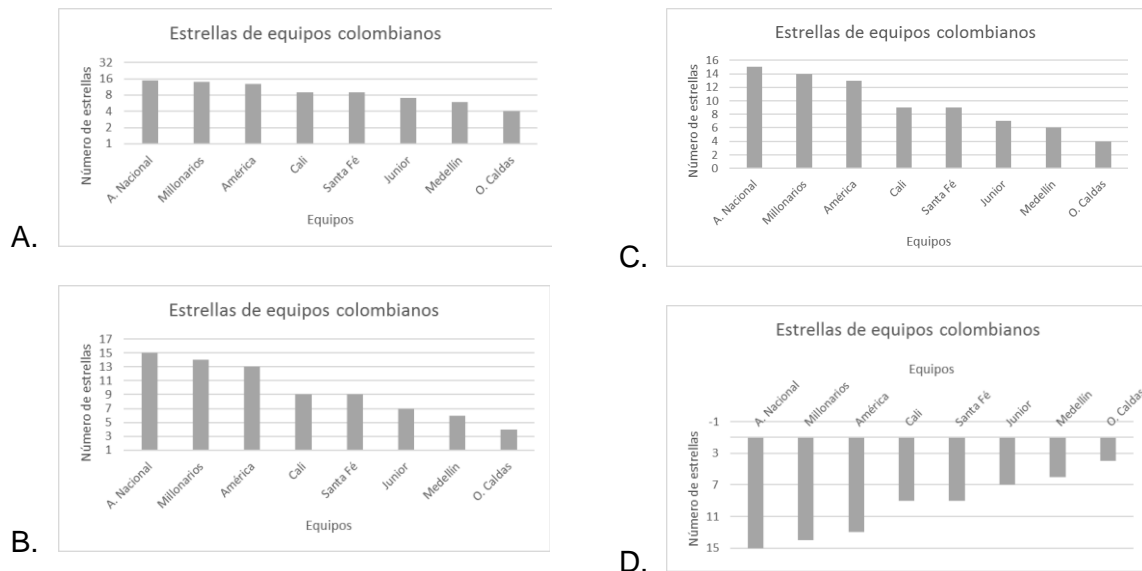 Estrellas de equipos colombianos
Número de estrellas
32
16
8
4
2
1
A. Nacional
Millonarios
América
Cali
Santa Fé
Junior
Medellín
O. Caldas
Equipos
A.
Estrellas de equipos colombianos
Número de estrellas
17
15
13
11
9
7
5
3
1
A. Nacional
Millonarios
América
Cali
Santa Fé
Junior
Medellín
O. Caldas
Equipos
B.
Estrellas de equipos colombianos
Número de estrellas
16
14
12
10
8
6
4
2
0
A. Nacional
Millonarios
América
Cali
Santa Fé
Junior
Medellín
O. Caldas
Equipos
C.
Estrellas de equipos colombianos
Equipos
A. Nacional
Millonarios
América
Cali
Santa Fé
Junior
Medellín
O. Caldas
Número de estrellas
-1
3
7
11
15
D.